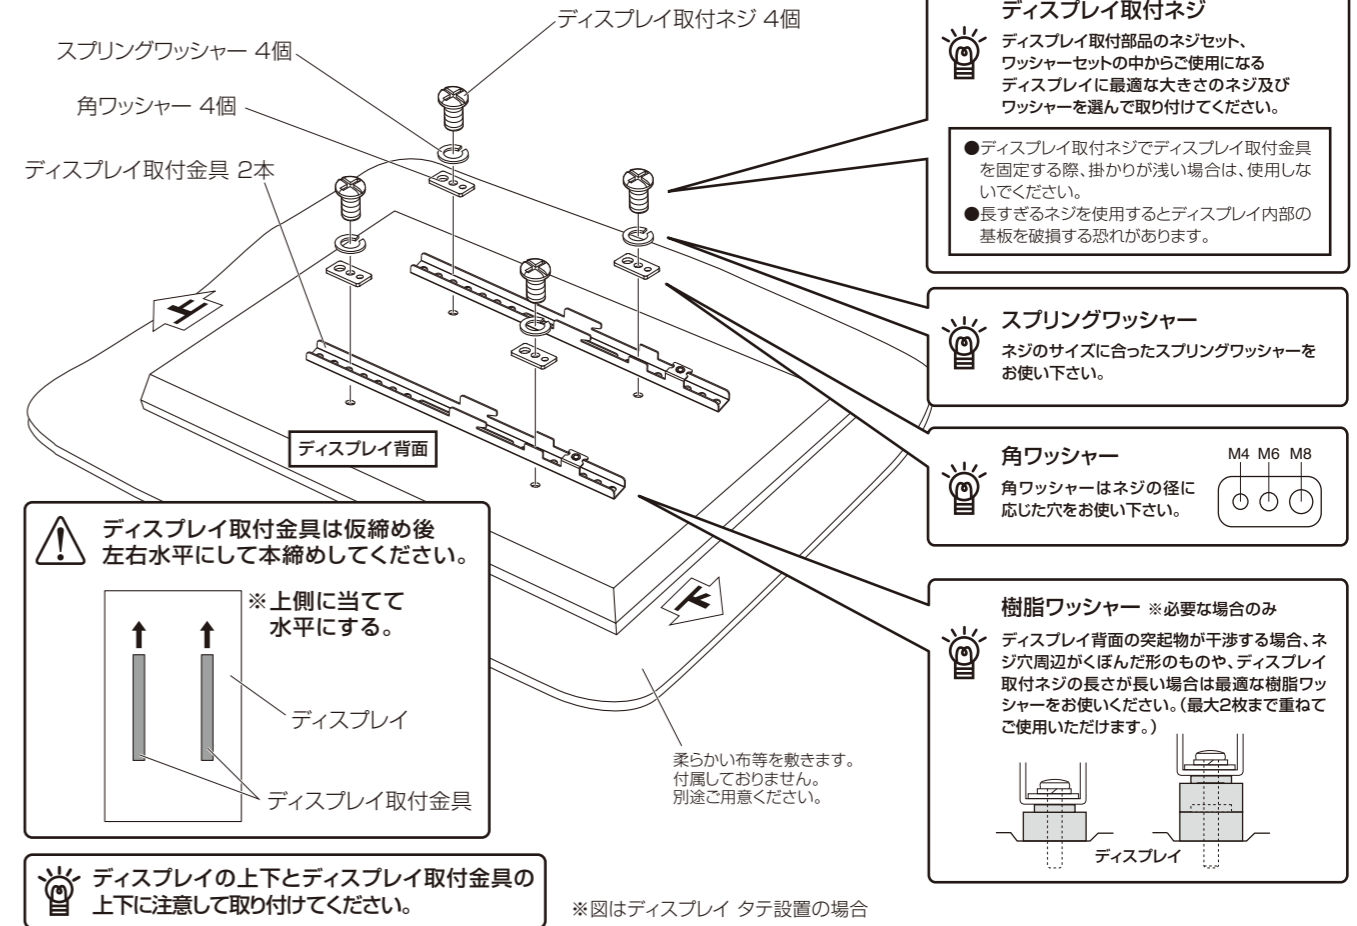 ディスプレイ取付ネジ 4個
スプリングワッシャー 4個
角ワッシャー 4個
ディスプレイ取付金具 2本
上
ディスプレイ背面
下
柔らかい布等を敷きます。
付属しておりません。
別途ご用意ください。
ディスプレイ取付ネジ
ディスプレイ取付部品のネジセット、
ワッシャーセットの中からご使用になる
ディスプレイに最適な大きさのネジ及び
ワッシャーを選んで取り付けてください。
●ディスプレイ取付ネジでディスプレイ取付金具
を固定する際、掛かりが浅い場合は、使用しな
いでください。
●長すぎるネジを使用するとディスプレイ内部の
基板を破損する恐れがあります。
スプリングワッシャー
ネジのサイズに合ったスプリングワッシャーを
お使い下さい。
角ワッシャー
角ワッシャーはネジの径に
応じた穴をお使い下さい。
M4 M6 M8
樹脂ワッシャー ※必要な場合のみ
ディスプレイ背面の突起物が干渉する場合、ネ
ジ穴周辺がくぼんだ形のものや、ディスプレイ
取付ネジの長さが長い場合は最適な樹脂ワッ
シャーをお使いください。(最大2枚まで重ねて
ご使用いただけます。)
ディスプレイ
ディスプレイ取付金具は仮締め後
左右水平にして本締めしてください。
※上側に当てて
水平にする。
ディスプレイ
ディスプレイ取付金具
ディスプレイの上下とディスプレイ取付金具の
上下に注意して取り付けてください。
※図はディスプレイ タテ設置の場合